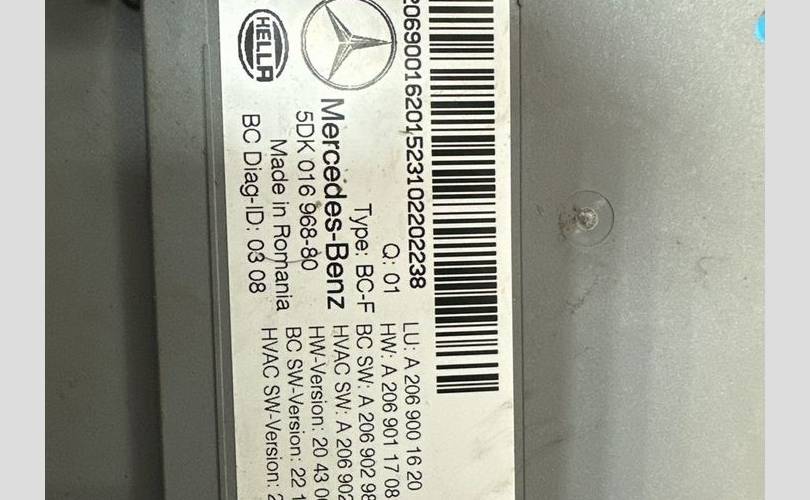 20690016201523102202238
Q: 01
Type: BC-F
Mercedes-Benz
5DK 016 968-80
Made in Romania
BC Diag-ID: 03 08
HELLA
LU: A 206 900 16 20
HW: A 206 901 17 08
BC SW: A 206 902 98
HVAC SW: A 206 902
HW-Version: 20 43 0
BC SW-Version: 22 1
HVAC SW-Version: 2